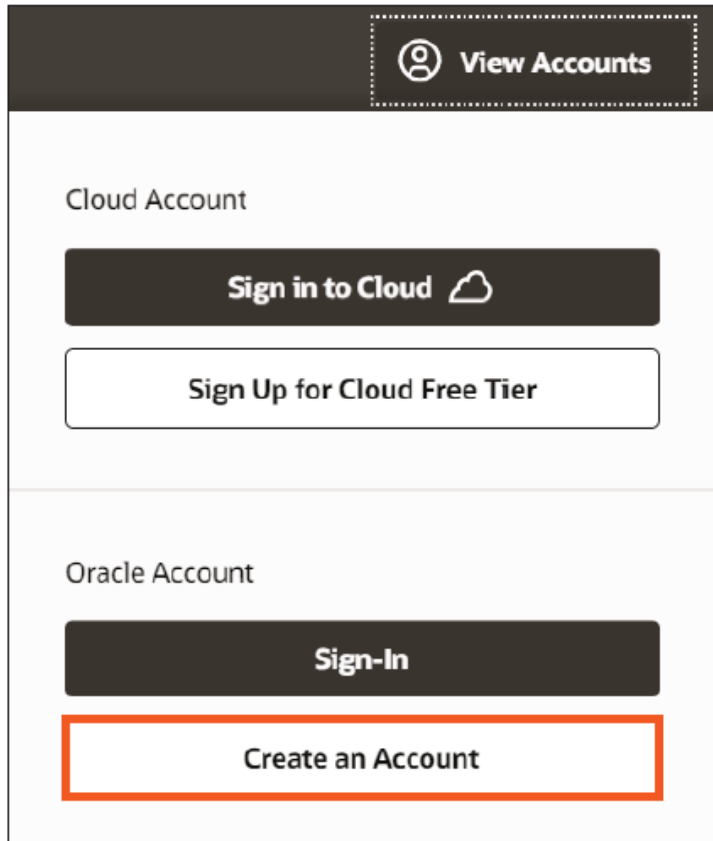 View Accounts
Cloud Account
Sign in to Cloud
Sign Up for Cloud Free Tier
Oracle Account
Sign-In
Create an Account